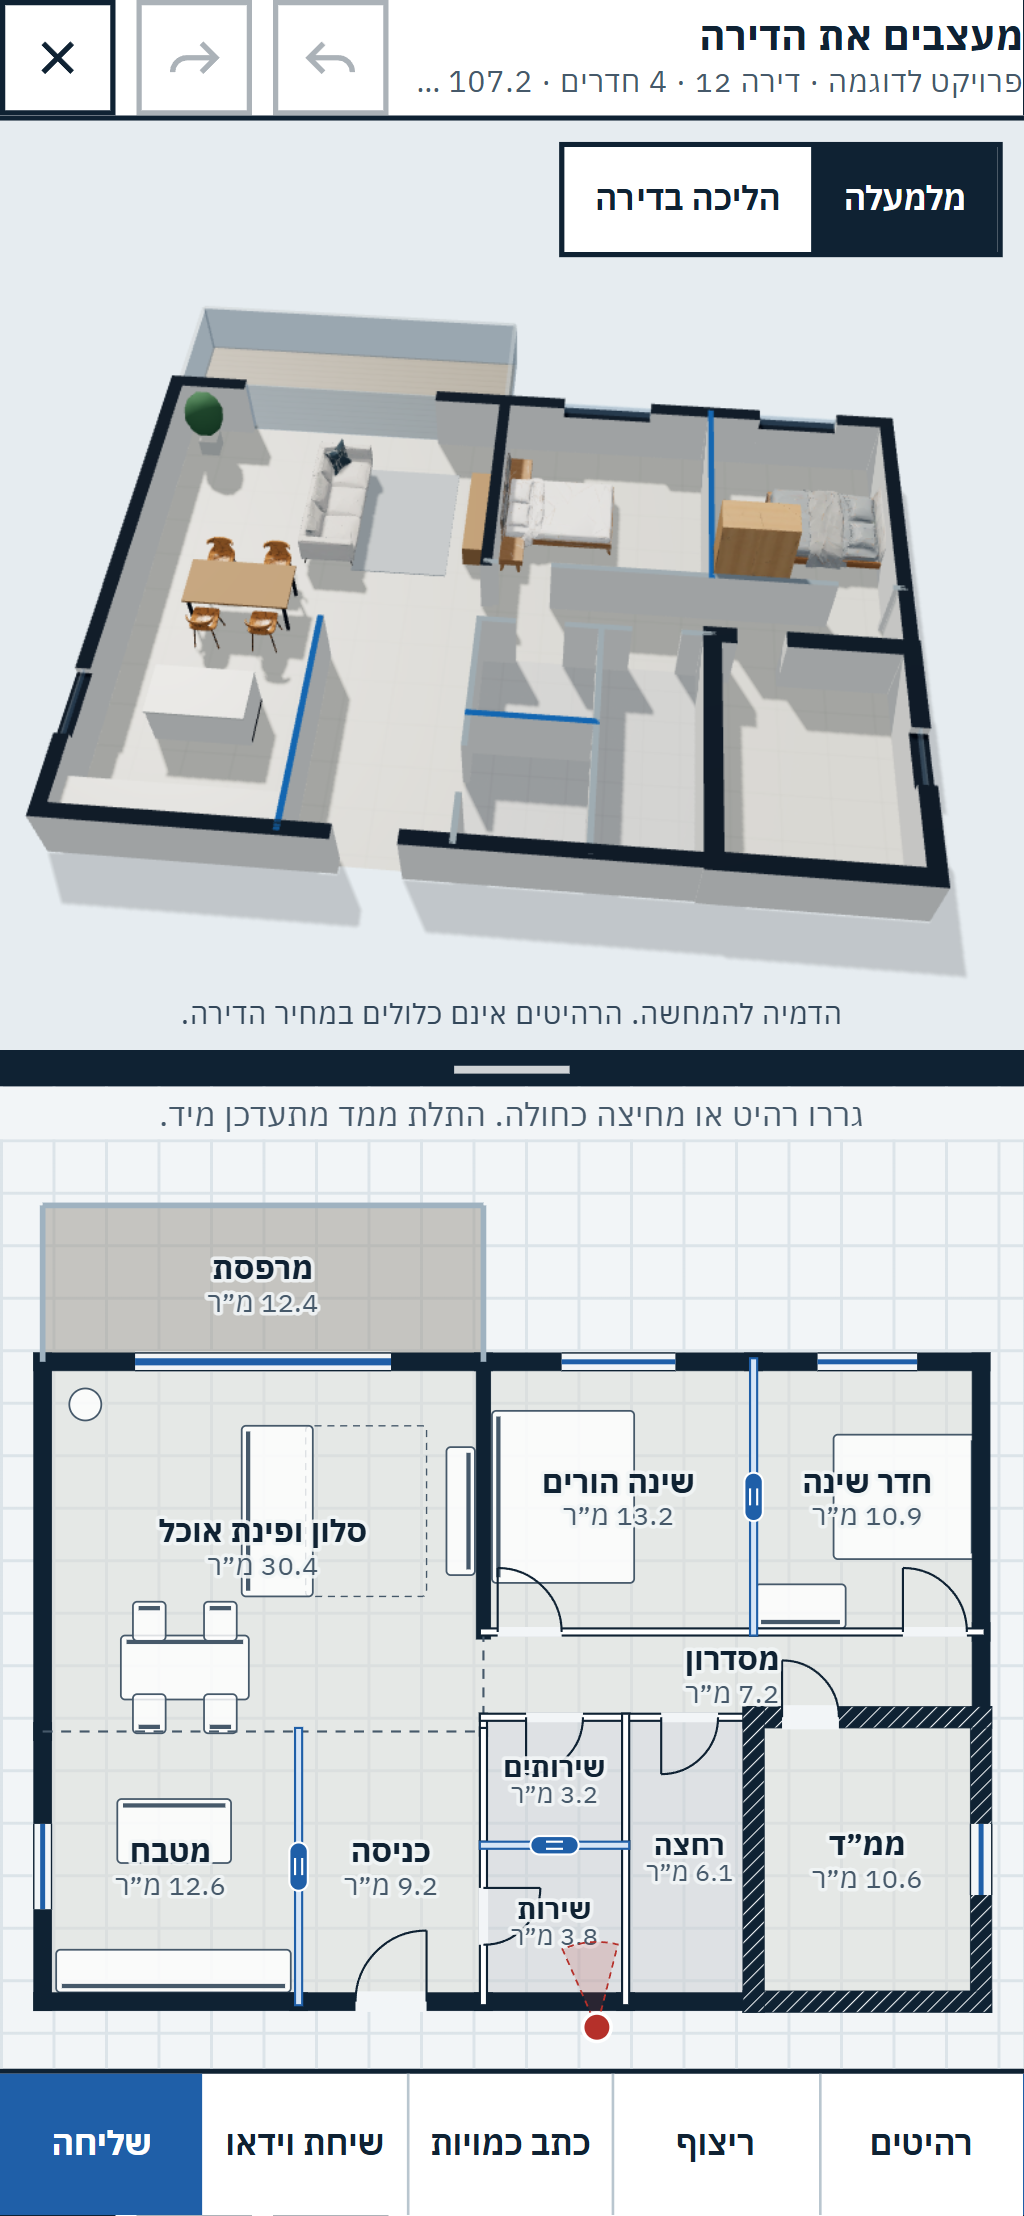 מעצבים את הדירה
פרויקט לדוגמה · דירה 12 · 4 חדרים · 107.2 ...
מלמעלה
הליכה בדירה
הדמיה להמחשה. הרהיטים אינם כלולים במחיר הדירה.
גררו רהיט או מחיצה כחולה. התלת ממד מתעדכן מיד.
מרפסת
12.4 מ״ר
שינה הורים
13.2 מ״ר
חדר שינה
10.9 מ״ר
סלון ופינת אוכל
30.4 מ״ר
מסדרון
7.2 מ״ר
שירותים
3.2 מ״ר
רחצה
6.1 מ״ר
ממ״ד
10.6 מ״ר
כניסה
9.2 מ״ר
מטבח
12.6 מ״ר
שירות
3.8 מ״ר
רהיטים
ריצוף
כתב כמויות
שיחת וידאו
שליחה